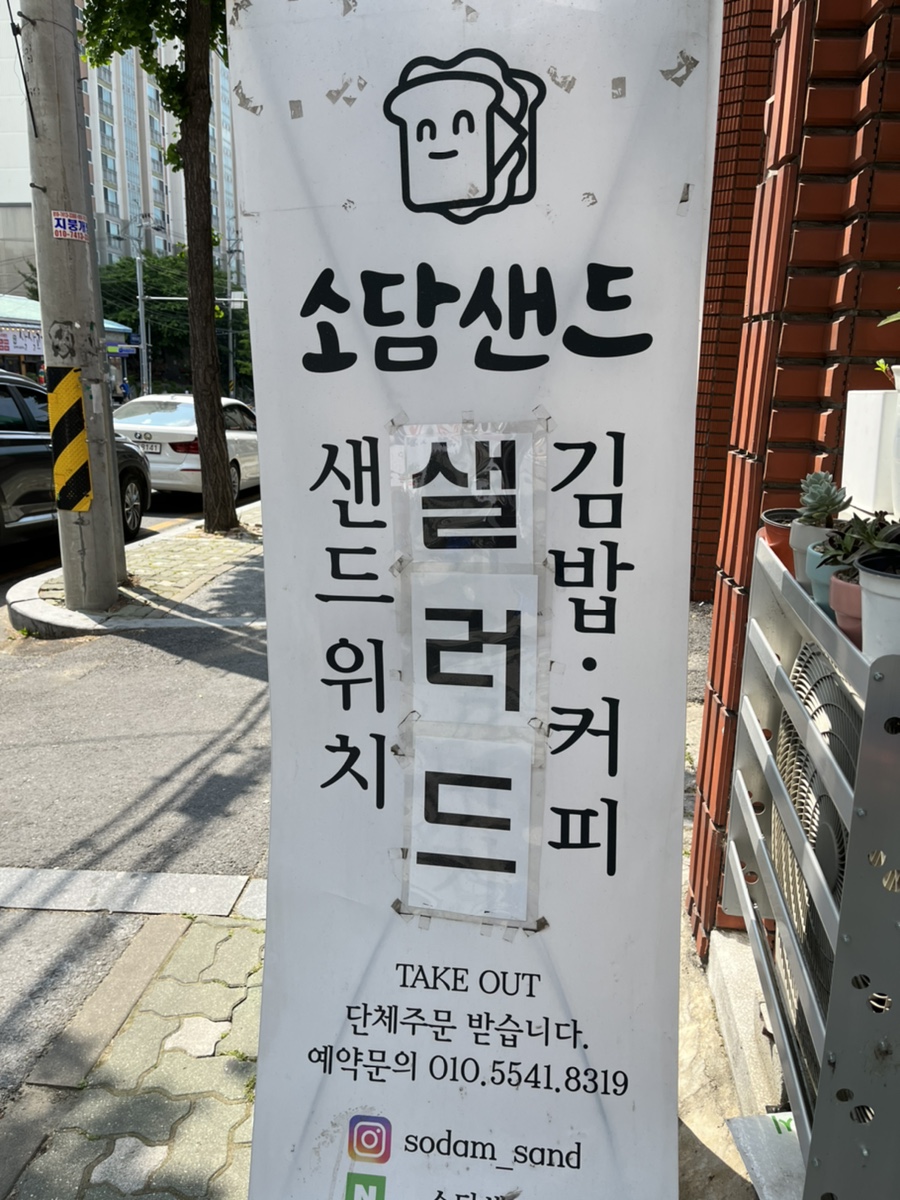 소담샌드
샌드위치
샐러드
김밥·커피
TAKE OUT
단체주문 받습니다.
예약문의 010.5541.8319
sodam_sand
N